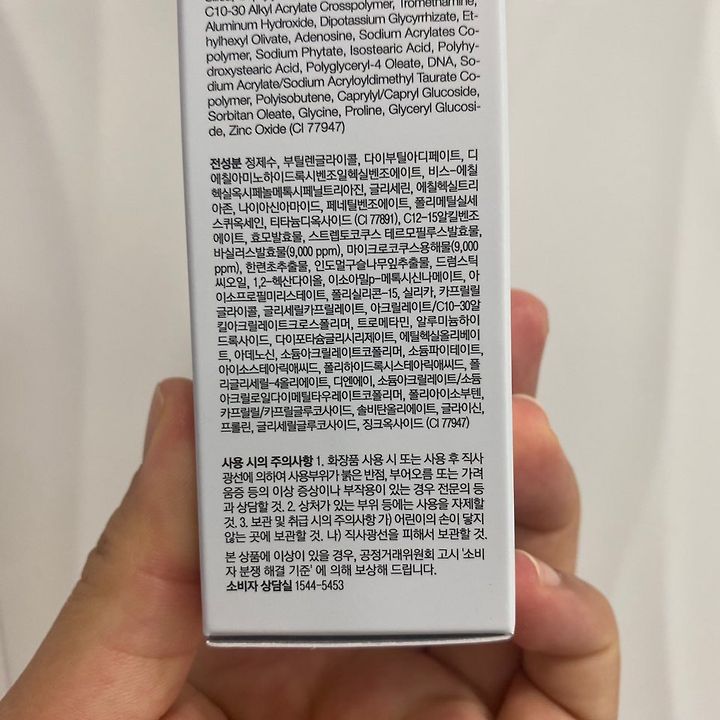 C10-30 Alkyl Acrylate Crosspolymer, Tromethamine,
Aluminum Hydroxide, Dipotassium Glycyrrhizate, Et-
hylhexyl Olivate, Adenosine, Sodium Acrylates Co-
polymer, Sodium Phytate, Isostearic Acid, Polyhy-
droxystearic Acid, Polyglyceryl-4 Oleate, DNA, So-
dium Acrylate/Sodium Acryloyldimethyl Taurate Co-
polymer, Polyisobutene, Caprylyl/Capryl Glucoside,
Sorbitan Oleate, Glycine, Proline, Glyceryl Glucosi-
de, Zinc Oxide (CI 77947)
전성분 정제수, 부틸렌글라이콜, 다이부틸아디페이트, 디
에칠아미노하이드록시벤조일헥실벤조에이트, 비스-에칠
헥실옥시페놀메톡시페닐트리아진, 글리세린, 에칠헥실트리
아존, 나이아신아마이드, 페네틸벤조에이트, 폴리메틸실세
스퀴옥세인, 티타늄디옥사이드 (CI 77891), C12-15알킬벤조
에이트, 효모발효물, 스트렙토코쿠스 테르모필루스발효물,
바실러스발효물(9,000 ppm), 마이크로코쿠스용해물(9,000
ppm), 한련초추출물, 인도멀구슬나무잎추출물, 드럼스틱
씨오일, 1,2-헥산다이올, 이소아밀p-메톡시신나메이트, 아
이소프로필미리스테이트, 폴리실리콘-15, 실리카, 카프릴릴
글라이콜, 글리세릴카프릴레이트, 아크릴레이트/C10-30알
킬아크릴레이트크로스폴리머, 트로메타민, 알루미늄하이
드록사이드, 다이포타슘글리시리제이트, 에틸헥실올리베이
트, 아데노신, 소듐아크릴레이트코폴리머, 소듐파이테이트,
아이소스테아릭애씨드, 폴리하이드록시스테아릭애씨드, 폴
리글리세릴-4올리에이트, 디엔에이, 소듐아크릴레이트/소듐
아크릴로일다이메틸타우레이트코폴리머, 폴리아이소부텐,
카프릴릴/카프릴글루코사이드, 솔비탄올리에이트, 글라이신,
프롤린, 글리세릴글루코사이드, 징크옥사이드 (CI 77947)
사용 시의 주의사항 1. 화장품 사용 시 또는 사용 후 직사
광선에 의하여 사용부위가 붉은 반점, 부어오름 또는 가려
움증 등의 이상 증상이나 부작용이 있는 경우 전문의 등
과 상담할 것. 2. 상처가 있는 부위 등에는 사용을 자제할
것. 3. 보관 및 취급 시의 주의사항 가) 어린이의 손이 닿지
않는 곳에 보관할 것. 나) 직사광선을 피해서 보관할 것.
본 상품에 이상이 있을 경우, 공정거래위원회 고시 '소비
자 분쟁 해결 기준' 에 의해 보상해 드립니다.
소비자 상담실 1544-5453